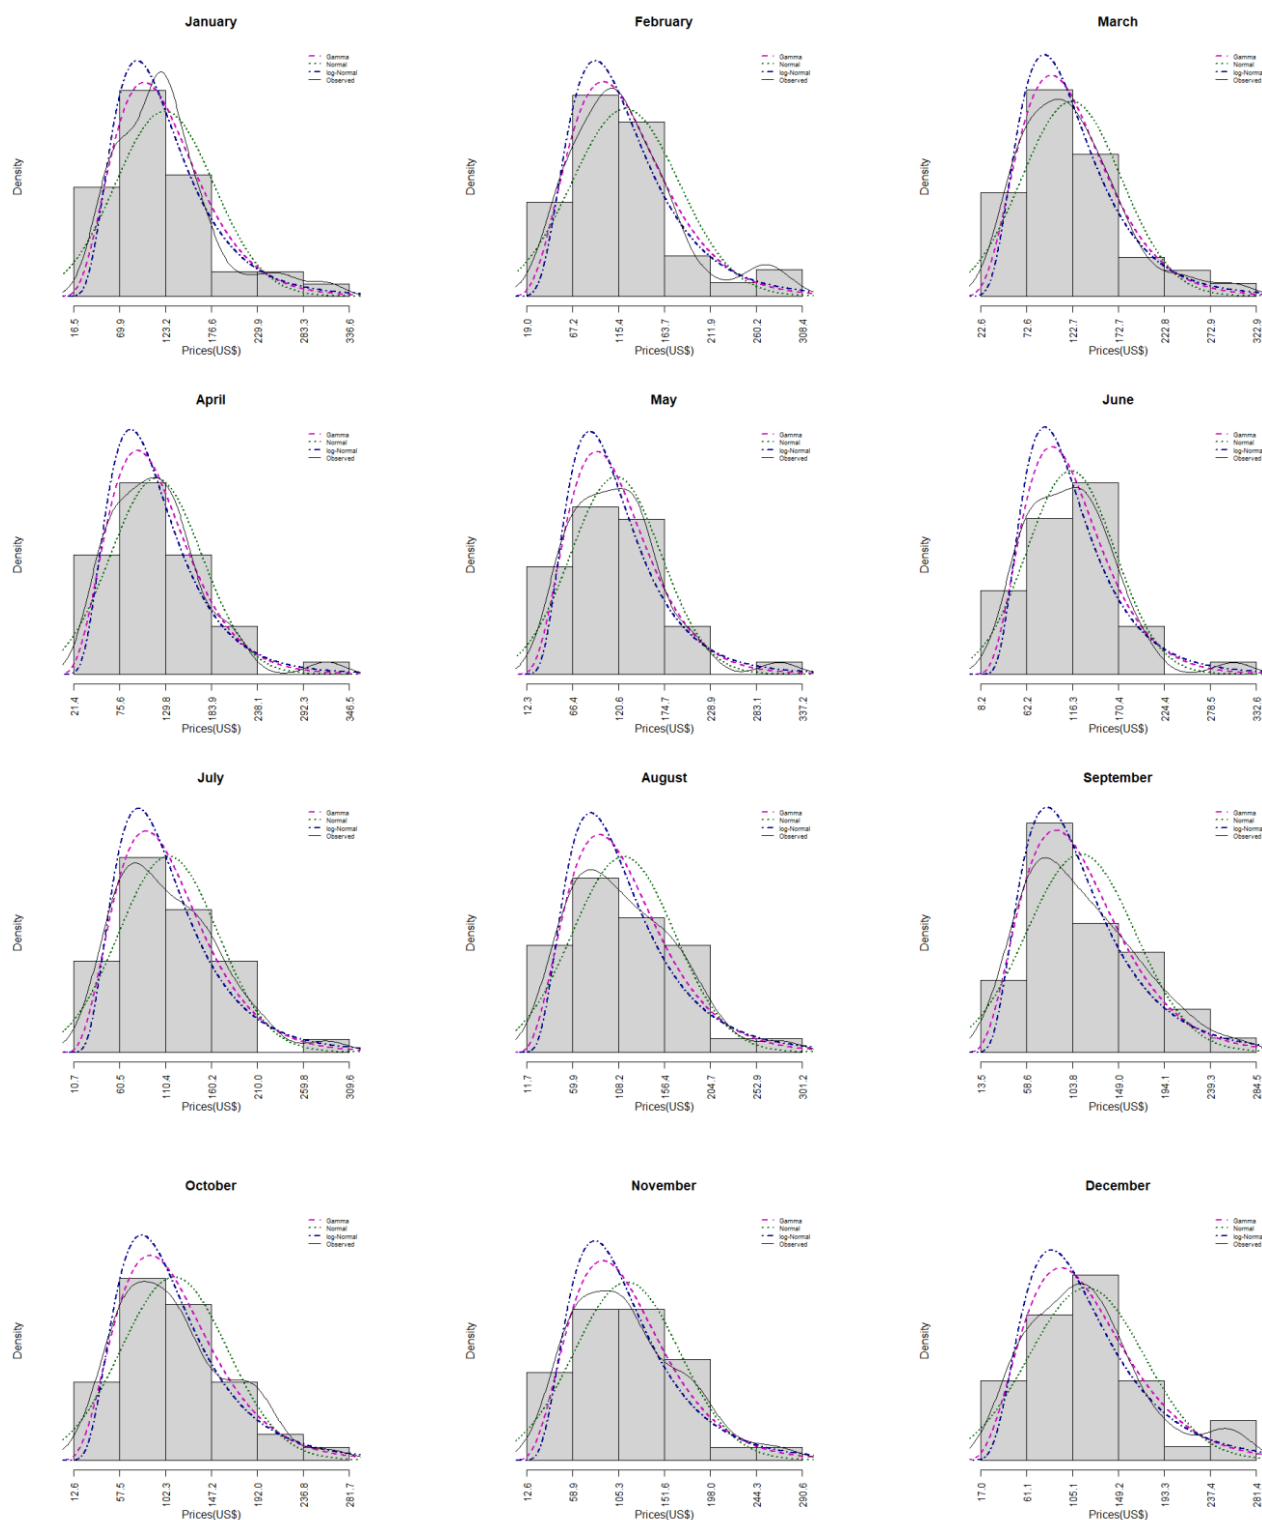 January
Gamma
Normal
log-Normal
Observed
Density
16.5 69.9 123.2 176.6 229.9 283.3 336.6
Prices(US$)
February
Gamma
Normal
log-Normal
Observed
Density
19.0 67.2 115.4 163.7 211.9 260.2 308.4
Prices(US$)
March
Gamma
Normal
log-Normal
Observed
Density
22.6 72.6 122.7 172.7 222.8 272.9 322.9
Prices(US$)
April
Gamma
Normal
log-Normal
Observed
Density
21.4 75.6 129.8 183.9 238.1 292.3 346.5
Prices(US$)
May
Gamma
Normal
log-Normal
Observed
Density
12.3 66.4 120.6 174.7 228.9 283.1 337.2
Prices(US$)
June
Gamma
Normal
log-Normal
Observed
Density
8.2 62.2 116.3 170.4 224.4 278.5 332.6
Prices(US$)
July
Gamma
Normal
log-Normal
Observed
Density
10.7 60.5 110.4 160.2 210.0 259.8 309.6
Prices(US$)
August
Gamma
Normal
log-Normal
Observed
Density
11.7 59.9 108.2 156.4 204.7 252.9 301.2
Prices(US$)
September
Gamma
Normal
log-Normal
Observed
Density
13.5 58.6 103.8 149.0 194.1 239.3 284.5
Prices(US$)
October
Gamma
Normal
log-Normal
Observed
Density
12.6 57.5 102.3 147.2 192.0 236.8 281.7
Prices(US$)
November
Gamma
Normal
log-Normal
Observed
Density
12.6 58.9 105.3 151.6 198.0 244.3 290.6
Prices(US$)
December
Gamma
Normal
log-Normal
Observed
Density
17.0 61.1 105.1 149.2 193.3 237.4 281.4
Prices(US$)